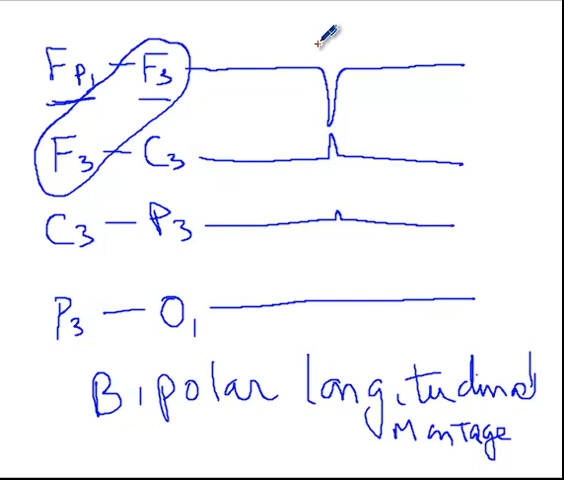 Fp1 — F3
F3 — C3
C3 — P3
P3 — O1
Bipolar longitudinal
Montage